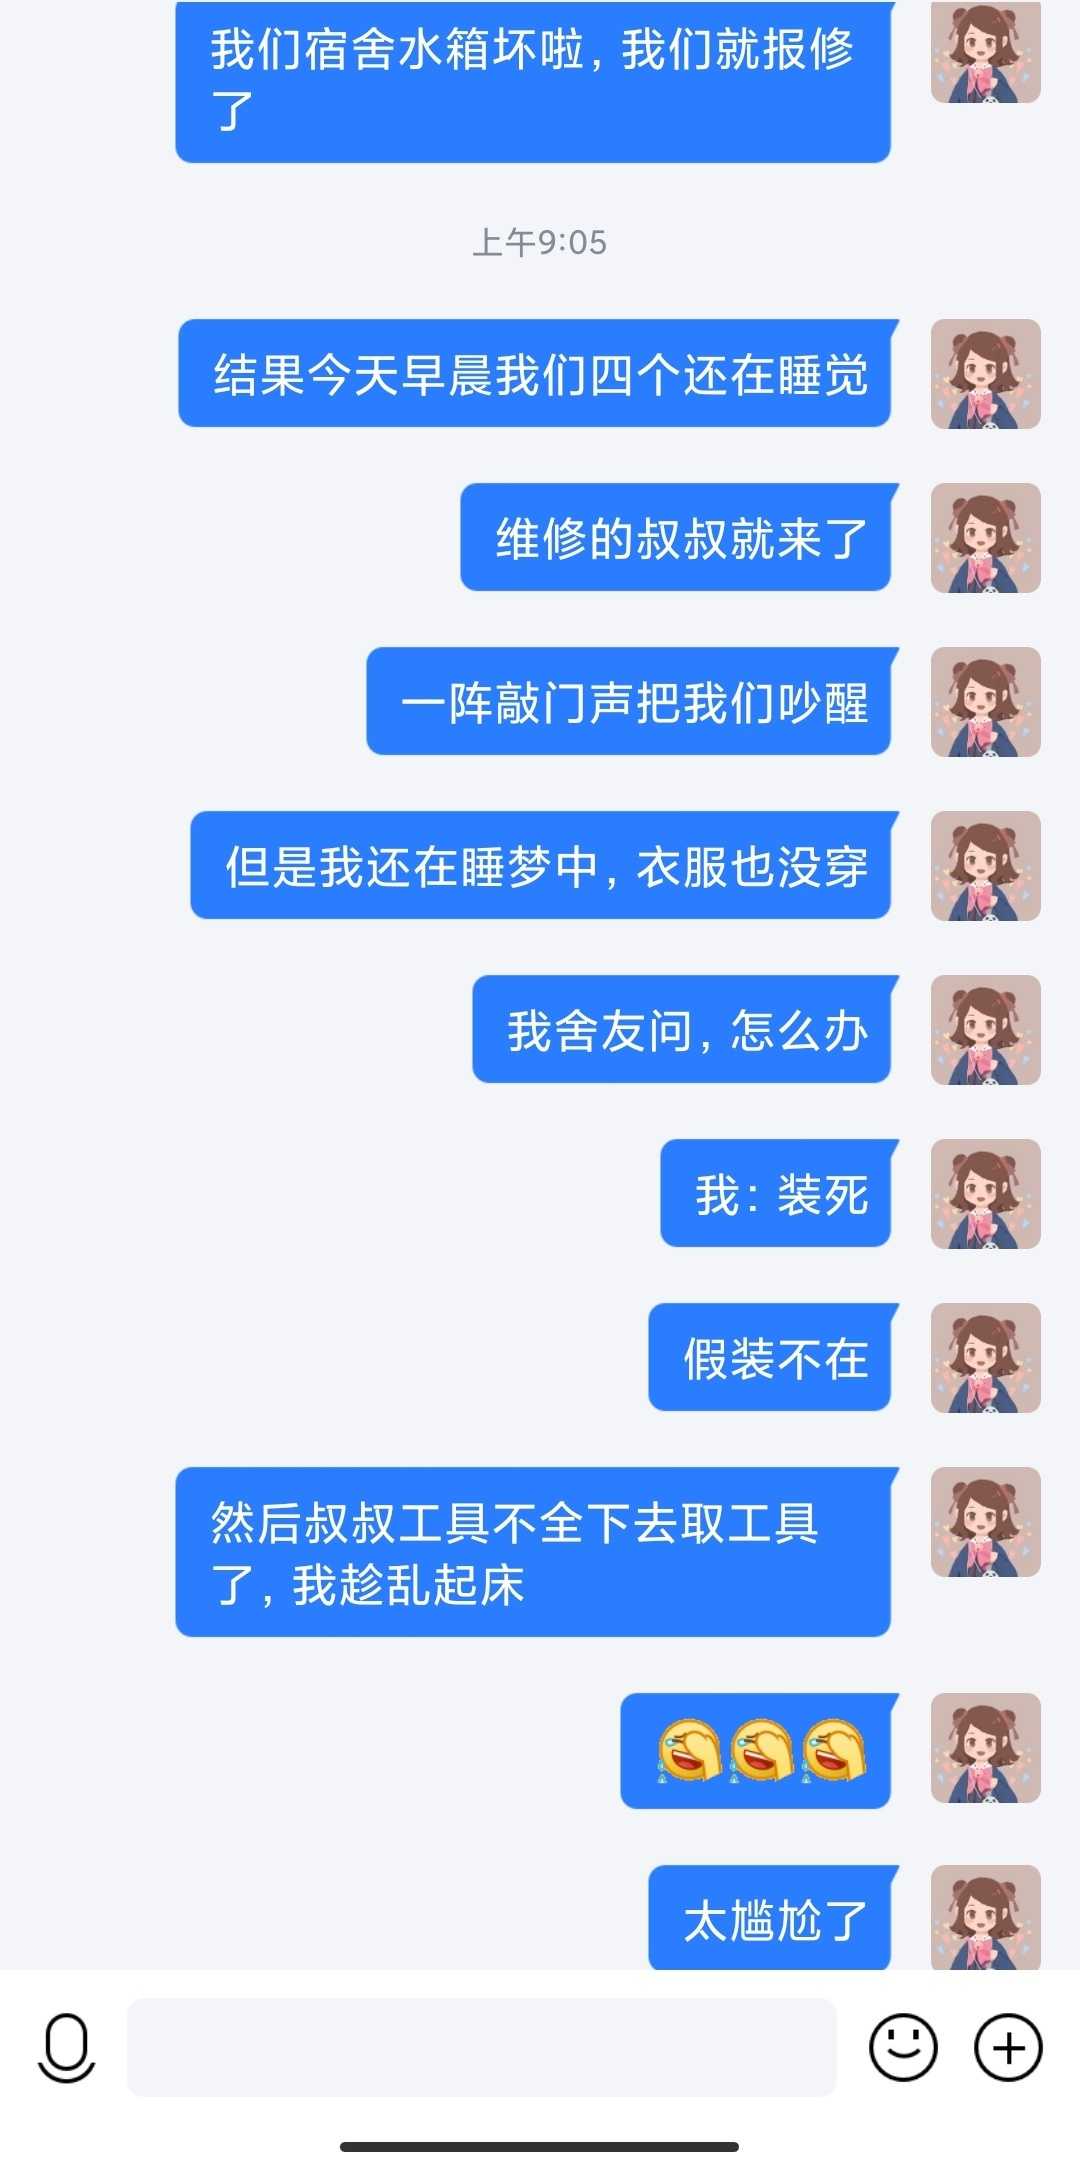 我们宿舍水箱坏啦，我们就报修
了
上午9:05
结果今天早晨我们四个还在睡觉
维修的叔叔就来了
一阵敲门声把我们吵醒
但是我还在睡梦中，衣服也没穿
我舍友问，怎么办
我：装死
假装不在
然后叔叔工具不全下去取工具
了，我趁乱起床
太尴尬了